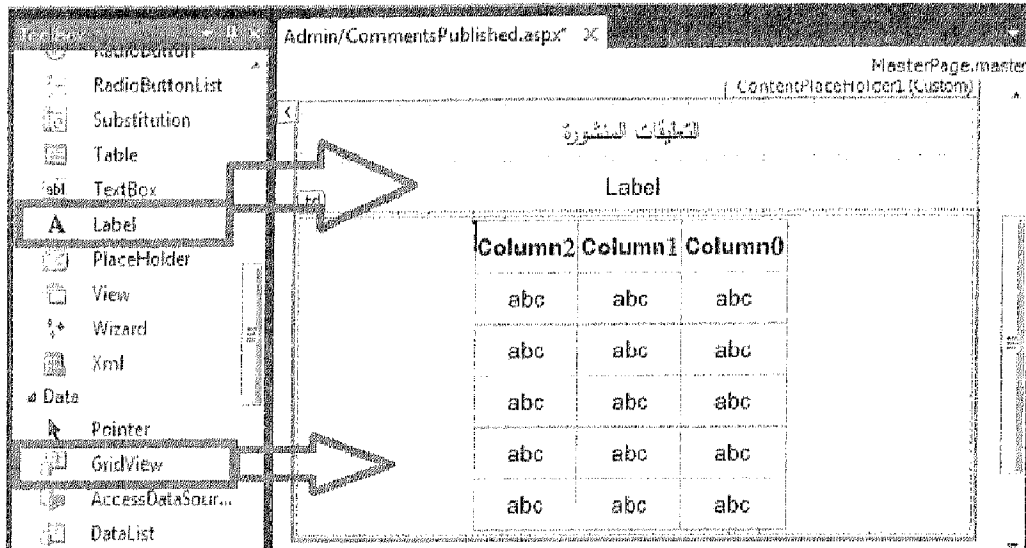 Toolbox
RadioButton
RadioButtonList
Substitution
Table
abl TextBox
A Label
PlaceHolder
View
Wizard
Xml
Data
Pointer
GridView
AccessDataSour...
DataList
Admin/CommentsPublished.aspx*
MasterPage.master
ContentPlaceHolder1 (Custom)
التعليقات المنشورة
Label
td
Column2 Column1 Column0
abc abc abc
abc abc abc
abc abc abc
abc abc abc
abc abc abc